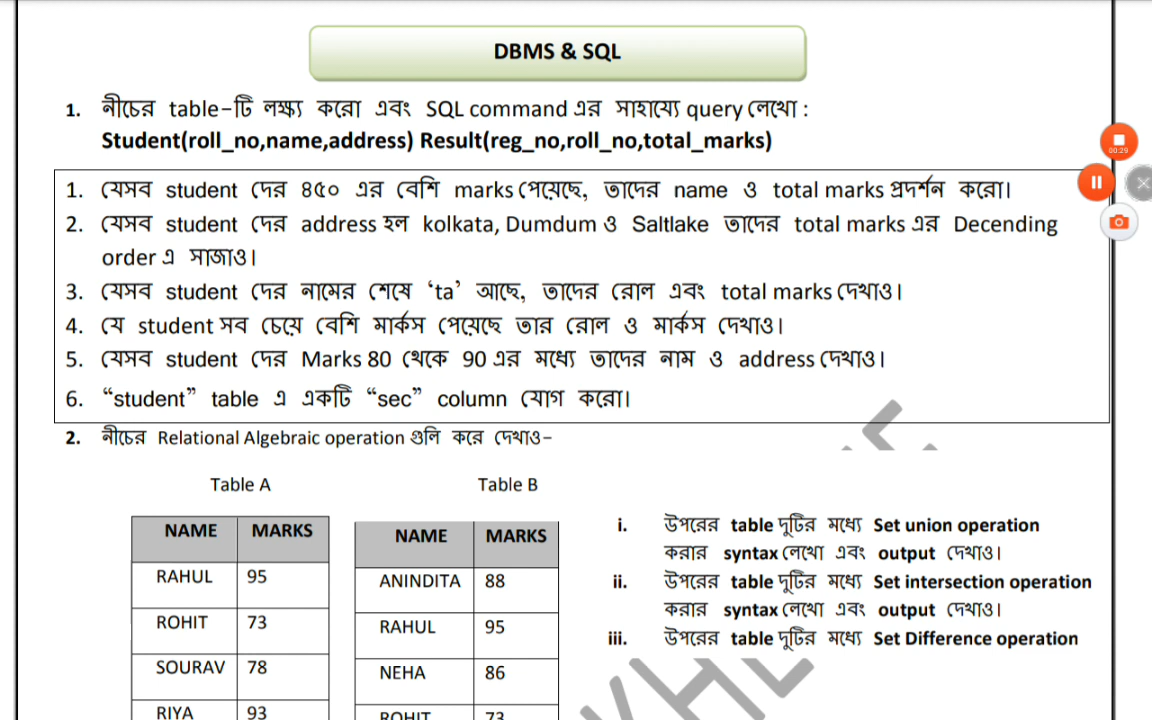 DBMS & SQL
1. নীচের table-টি লক্ষ্য করো এবং SQL command এর সাহায্যে query লেখো :
Student(roll_no,name,address) Result(reg_no,roll_no,total_marks)
1. যেসব student দের ৪৫০ এর বেশি marks পেয়েছে, তাদের name ও total marks প্রদর্শন করো।
2. যেসব student দের address হল kolkata, Dumdum ও Saltlake তাদের total marks এর Decending
order এ সাজাও।
3. যেসব student দের নামের শেষে ‘ta’ আছে, তাদের রোল এবং total marks দেখাও।
4. যে student সব চেয়ে বেশি মার্কস পেয়েছে তার রোল ও মার্কস দেখাও।
5. যেসব student দের Marks 80 থেকে 90 এর মধ্যে তাদের নাম ও address দেখাও।
6. “student” table এ একটি “sec” column যোগ করো।
2. নীচের Relational Algebraic operation গুলি করে দেখাও-
Table A
NAME MARKS
RAHUL 95
ROHIT 73
SOURAV 78
RIYA 93
Table B
NAME MARKS
ANINDITA 88
RAHUL 95
NEHA 86
ROHIT 73
i. উপরের table দুটির মধ্যে Set union operation
করার syntax লেখো এবং output দেখাও।
ii. উপরের table দুটির মধ্যে Set intersection operation
করার syntax লেখো এবং output দেখাও।
iii. উপরের table দুটির মধ্যে Set Difference operation
00:29